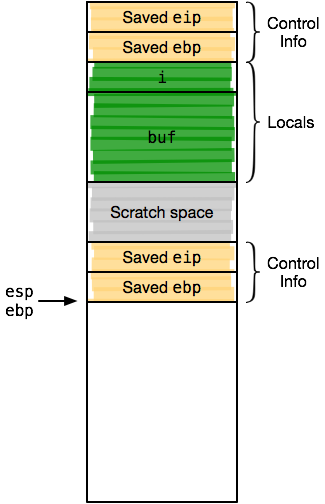 Saved eip
Control
Info
Saved ebp
i
Locals
buf
Scratch space
Saved eip
Control
Info
Saved ebp
esp
ebp